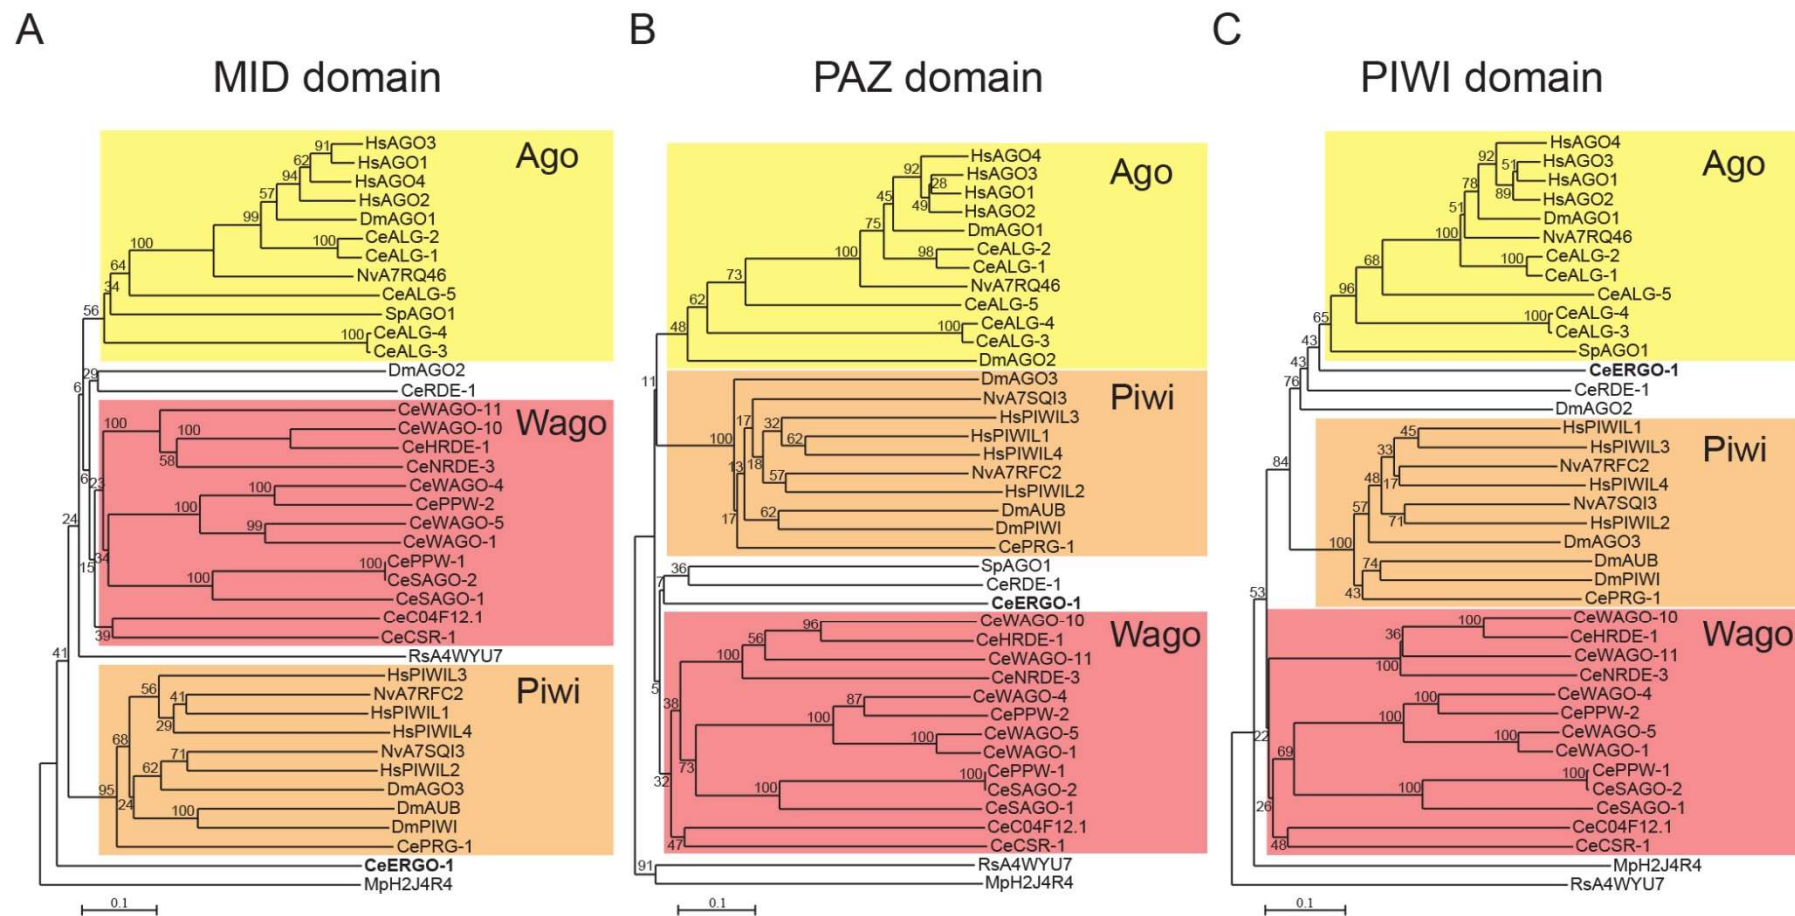 A
MID domain
Ago
91
HsAGO3
62
HsAGO1
94
HsAGO4
57
HsAGO2
99
DmAGO1
100
CeALG-2
100
CeALG-1
64
NvA7RQ46
34
CeALG-5
56
SpAGO1
100
CeALG-4
CeALG-3
29
DmAGO2
6
CeRDE-1
Wago
100
CeWAGO-11
100
CeWAGO-10
CeHRDE-1
58
CeNRDE-3
6
23
100
CeWAGO-4
CePPW-2
100
99
CeWAGO-5
CeWAGO-1
24
34
15
100
CePPW-1
CeSAGO-2
100
CeSAGO-1
CeC04F12.1
39
CeCSR-1
41
RsA4WYU7
Piwi
56
HsPIWIL3
41
NvA7RFC2
HsPIWIL1
29
HsPIWIL4
68
71
NvA7SQI3
62
HsPIWIL2
95
DmAGO3
24
100
DmAUB
DmPIWI
CePRG-1
CeERGO-1
MpH2J4R4
0.1
B
PAZ domain
Ago
92
HsAGO4
28
HsAGO3
45
HsAGO1
49
HsAGO2
75
DmAGO1
100
98
CeALG-2
CeALG-1
73
NvA7RQ46
62
CeALG-5
48
100
CeALG-4
CeALG-3
DmAGO2
11
Piwi
DmAGO3
17
NvA7SQI3
32
HsPIWIL3
100
62
HsPIWIL1
HsPIWIL4
13
18
57
NvA7RFC2
HsPIWIL2
17
62
DmAUB
DmPIWI
CePRG-1
36
SpAGO1
7
CeRDE-1
CeERGO-1
Wago
96
CeWAGO-10
56
CeHRDE-1
100
CeWAGO-11
CeNRDE-3
5
38
87
CeWAGO-4
100
CePPW-2
100
CeWAGO-5
CeWAGO-1
73
32
100
CePPW-1
CeSAGO-2
100
CeSAGO-1
CeC04F12.1
47
CeCSR-1
91
RsA4WYU7
MpH2J4R4
0.1
C
PIWI domain
Ago
92
HsAGO4
51
HsAGO3
78
HsAGO1
89
HsAGO2
51
DmAGO1
100
NvA7RQ46
100
CeALG-2
CeALG-1
68
96
CeALG-5
100
CeALG-4
CeALG-3
65
SpAGO1
43
CeERGO-1
43
CeRDE-1
76
DmAGO2
Piwi
45
HsPIWIL1
33
HsPIWIL3
84
NvA7RFC2
48
17
HsPIWIL4
57
NvA7SQI3
71
HsPIWIL2
100
DmAGO3
74
DmAUB
DmPIWI
43
CePRG-1
53
Wago
100
CeWAGO-10
36
CeHRDE-1
CeWAGO-11
100
CeNRDE-3
100
CeWAGO-4
CePPW-2
100
100
CeWAGO-5
CeWAGO-1
22
69
100
CePPW-1
CeSAGO-2
100
CeSAGO-1
26
CeC04F12.1
48
CeCSR-1
MpH2J4R4
RsA4WYU7
0.1